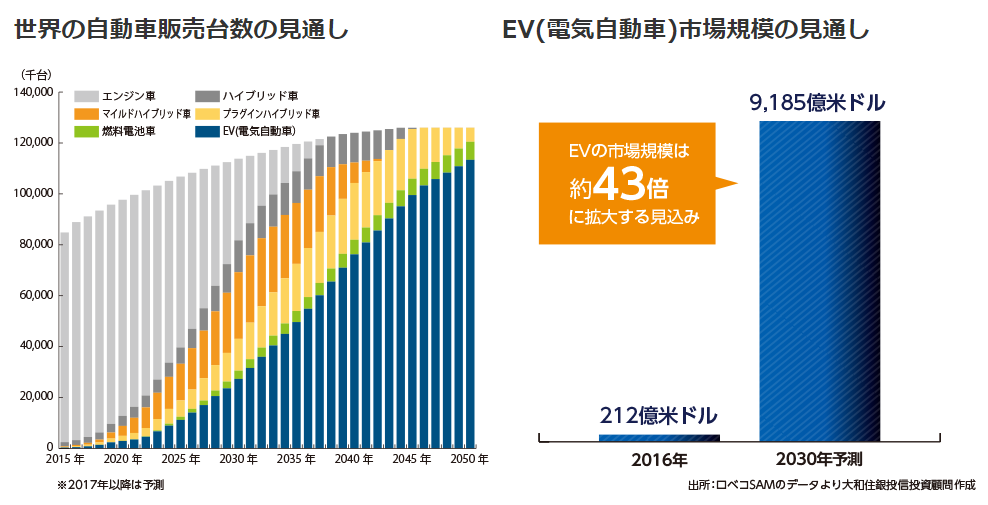 世界の自動車販売台数の見通し
（千台）
140,000
120,000
100,000
80,000
60,000
40,000
20,000
0
エンジン車
ハイブリッド車
マイルドハイブリッド車
プラダインハイブリッド車
燃料電池車
EV(電気自動車)
2015年
2020年
2025年
2030年
2035年
2040年
2045年
2050年
※2017年以降は予測
EV(電気自動車)市場規模の見通し
EVの市場規模は
約43倍
に拡大する見込み
9,185億米ドル
212億米ドル
2016年
2030年予測
出所：ロベコSAMのデータより大和住銀投信投資顧問作成